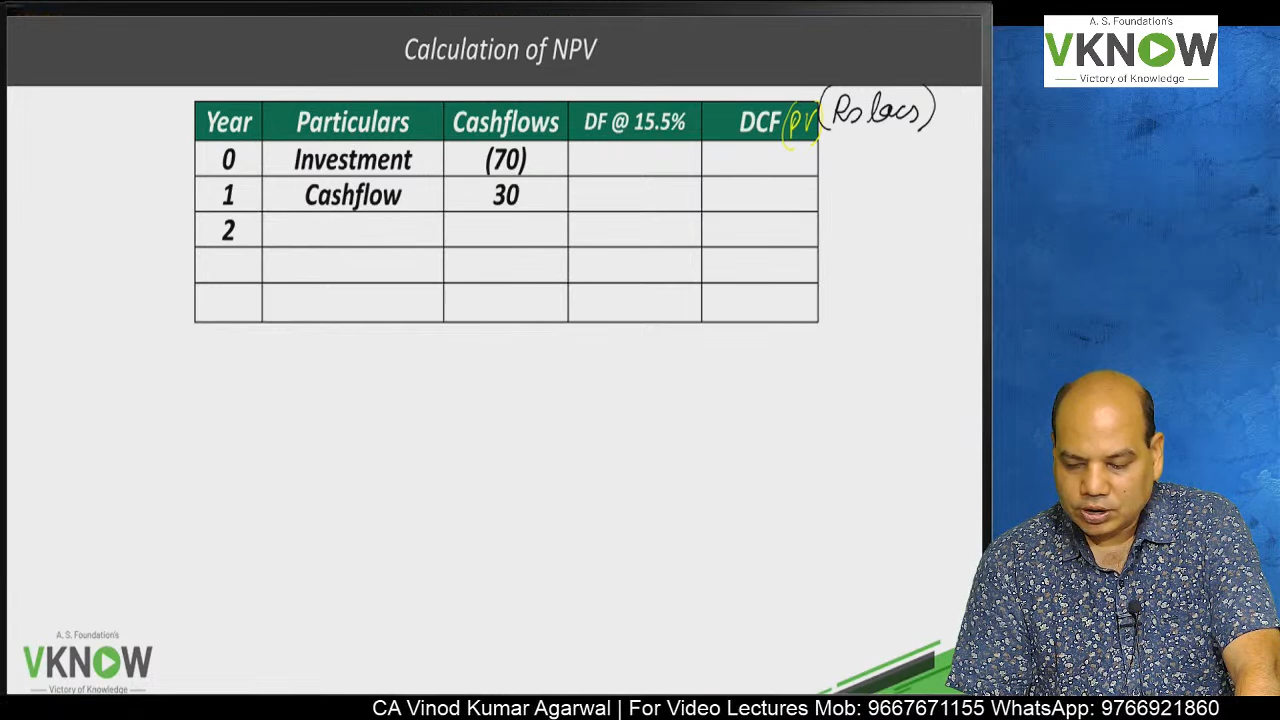 A. S. Foundation's
VKNOW
Victory of Knowledge
Calculation of NPV
(Rs lacs)
Year Particulars Cashflows DF @ 15.5% DCF (PV)
0 Investment (70)
1 Cashflow 30
2
A. S. Foundation's
VKNOW
Victory of Knowledge
CA Vinod Kumar Agarwal | For Video Lectures Mob: 9667671155 WhatsApp: 9766921860